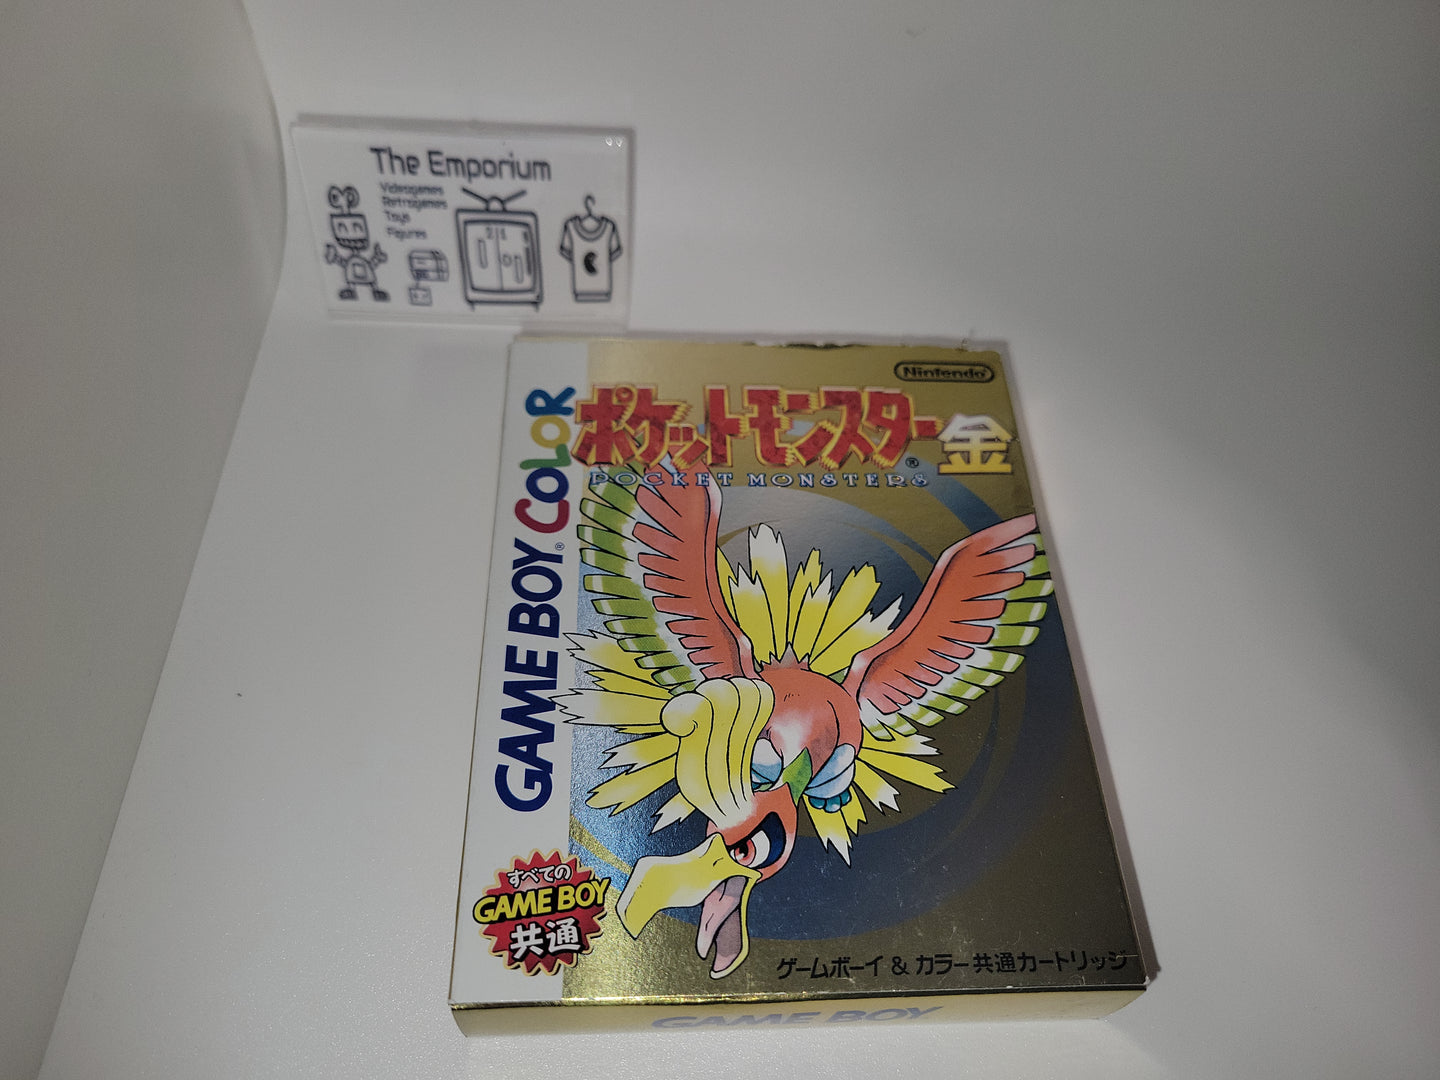 The Emporium
Videogames
Retrogames
Toys
Figures
Nintendo
ポケットモンスター金
POCKET MONSTERS
GAME BOY COLOR
すべての
GAME BOY
共通
ゲームボーイ & カラー共通カートリッジ
GAME BOY